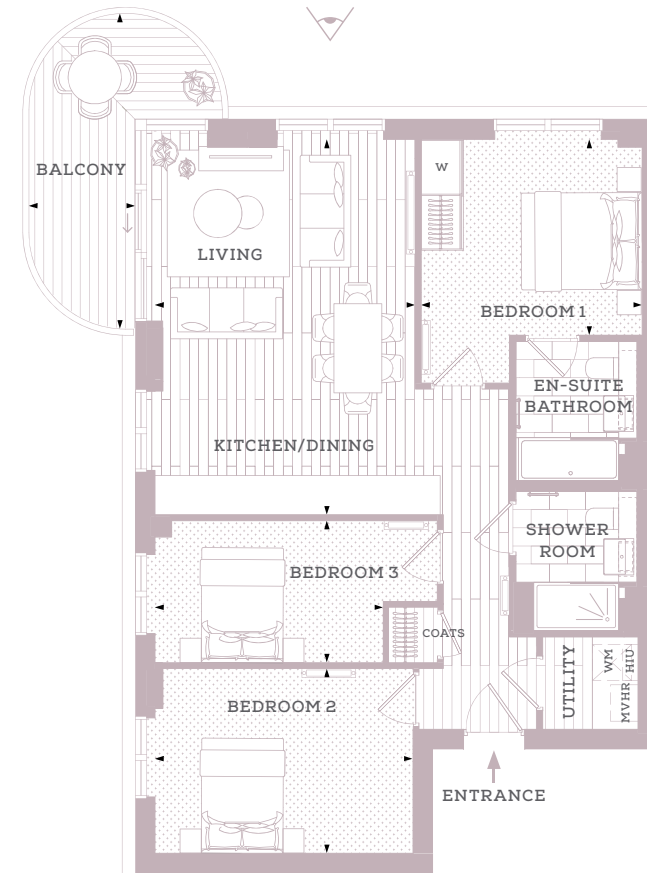 BALCONY
W
LIVING
BEDROOM 1
EN-SUITE
BATHROOM
KITCHEN/DINING
SHOWER
ROOM
BEDROOM 3
COATS
UTILITY
WM
HIU
MVHR
BEDROOM 2
ENTRANCE